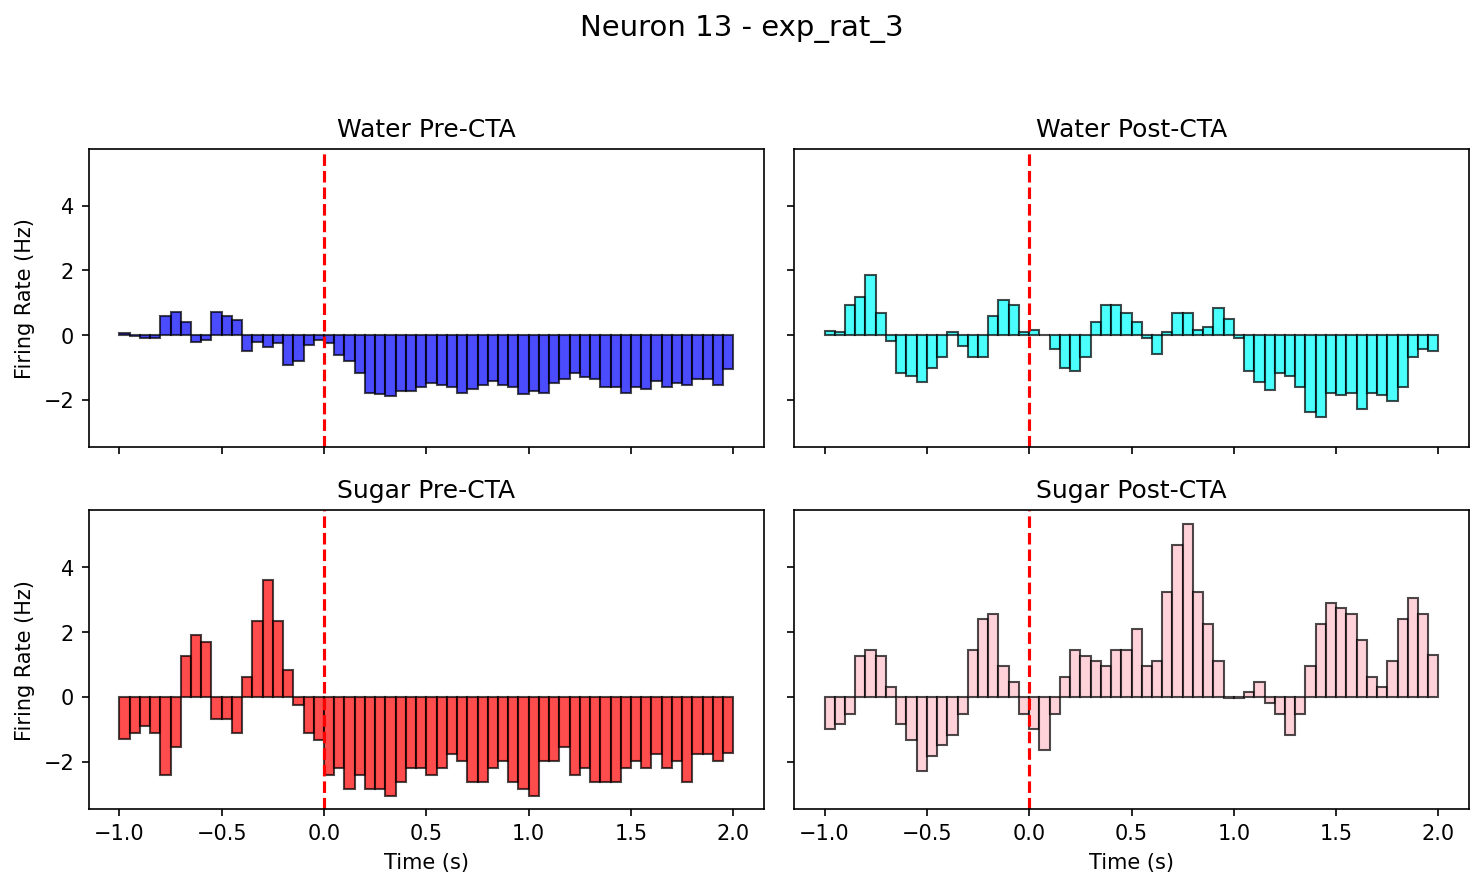 Neuron 13 - exp_rat_3
Water Pre-CTA
Water Post-CTA
Firing Rate (Hz)
4
2
0
−2
Sugar Pre-CTA
Sugar Post-CTA
Firing Rate (Hz)
4
2
0
−2
−1.0 −0.5 0.0 0.5 1.0 1.5 2.0
−1.0 −0.5 0.0 0.5 1.0 1.5 2.0
Time (s)
Time (s)